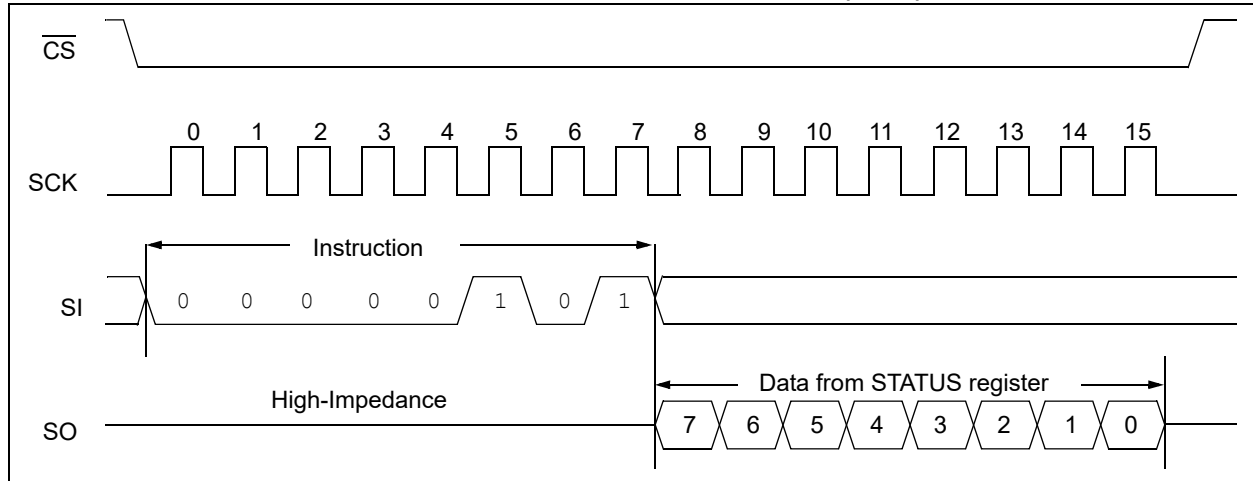 CS
0 1 2 3 4 5 6 7 8 9 10 11 12 13 14 15
SCK
Instruction
SI 0 0 0 0 0 1 0 1
Data from STATUS register
High-Impedance
SO 7 6 5 4 3 2 1 0